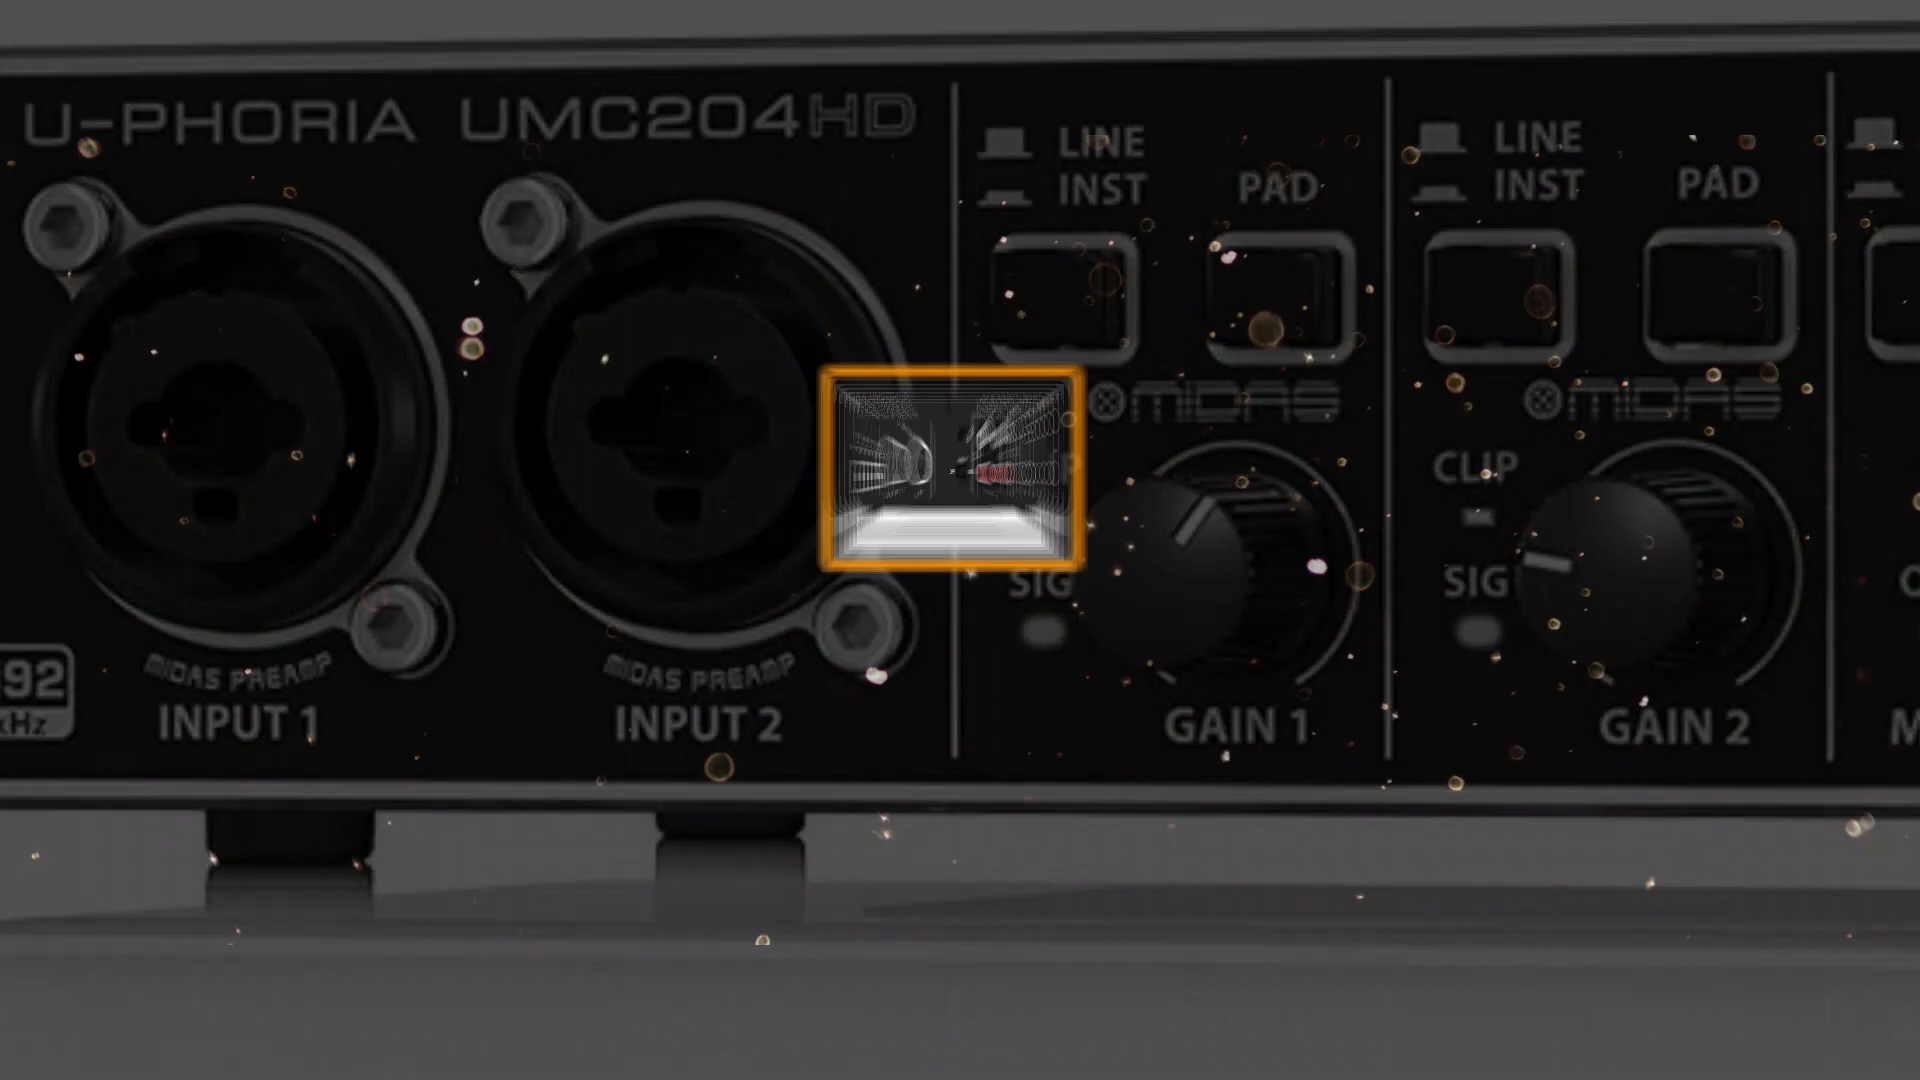 U-PHORIA UMC204HD
LINE
INST
PAD
LINE
INST
PAD
MIDAS
MIDAS
CLIP
SIG
SIG
192
kHz
MIDAS PREAMP
MIDAS PREAMP
INPUT 1
INPUT 2
GAIN 1
GAIN 2